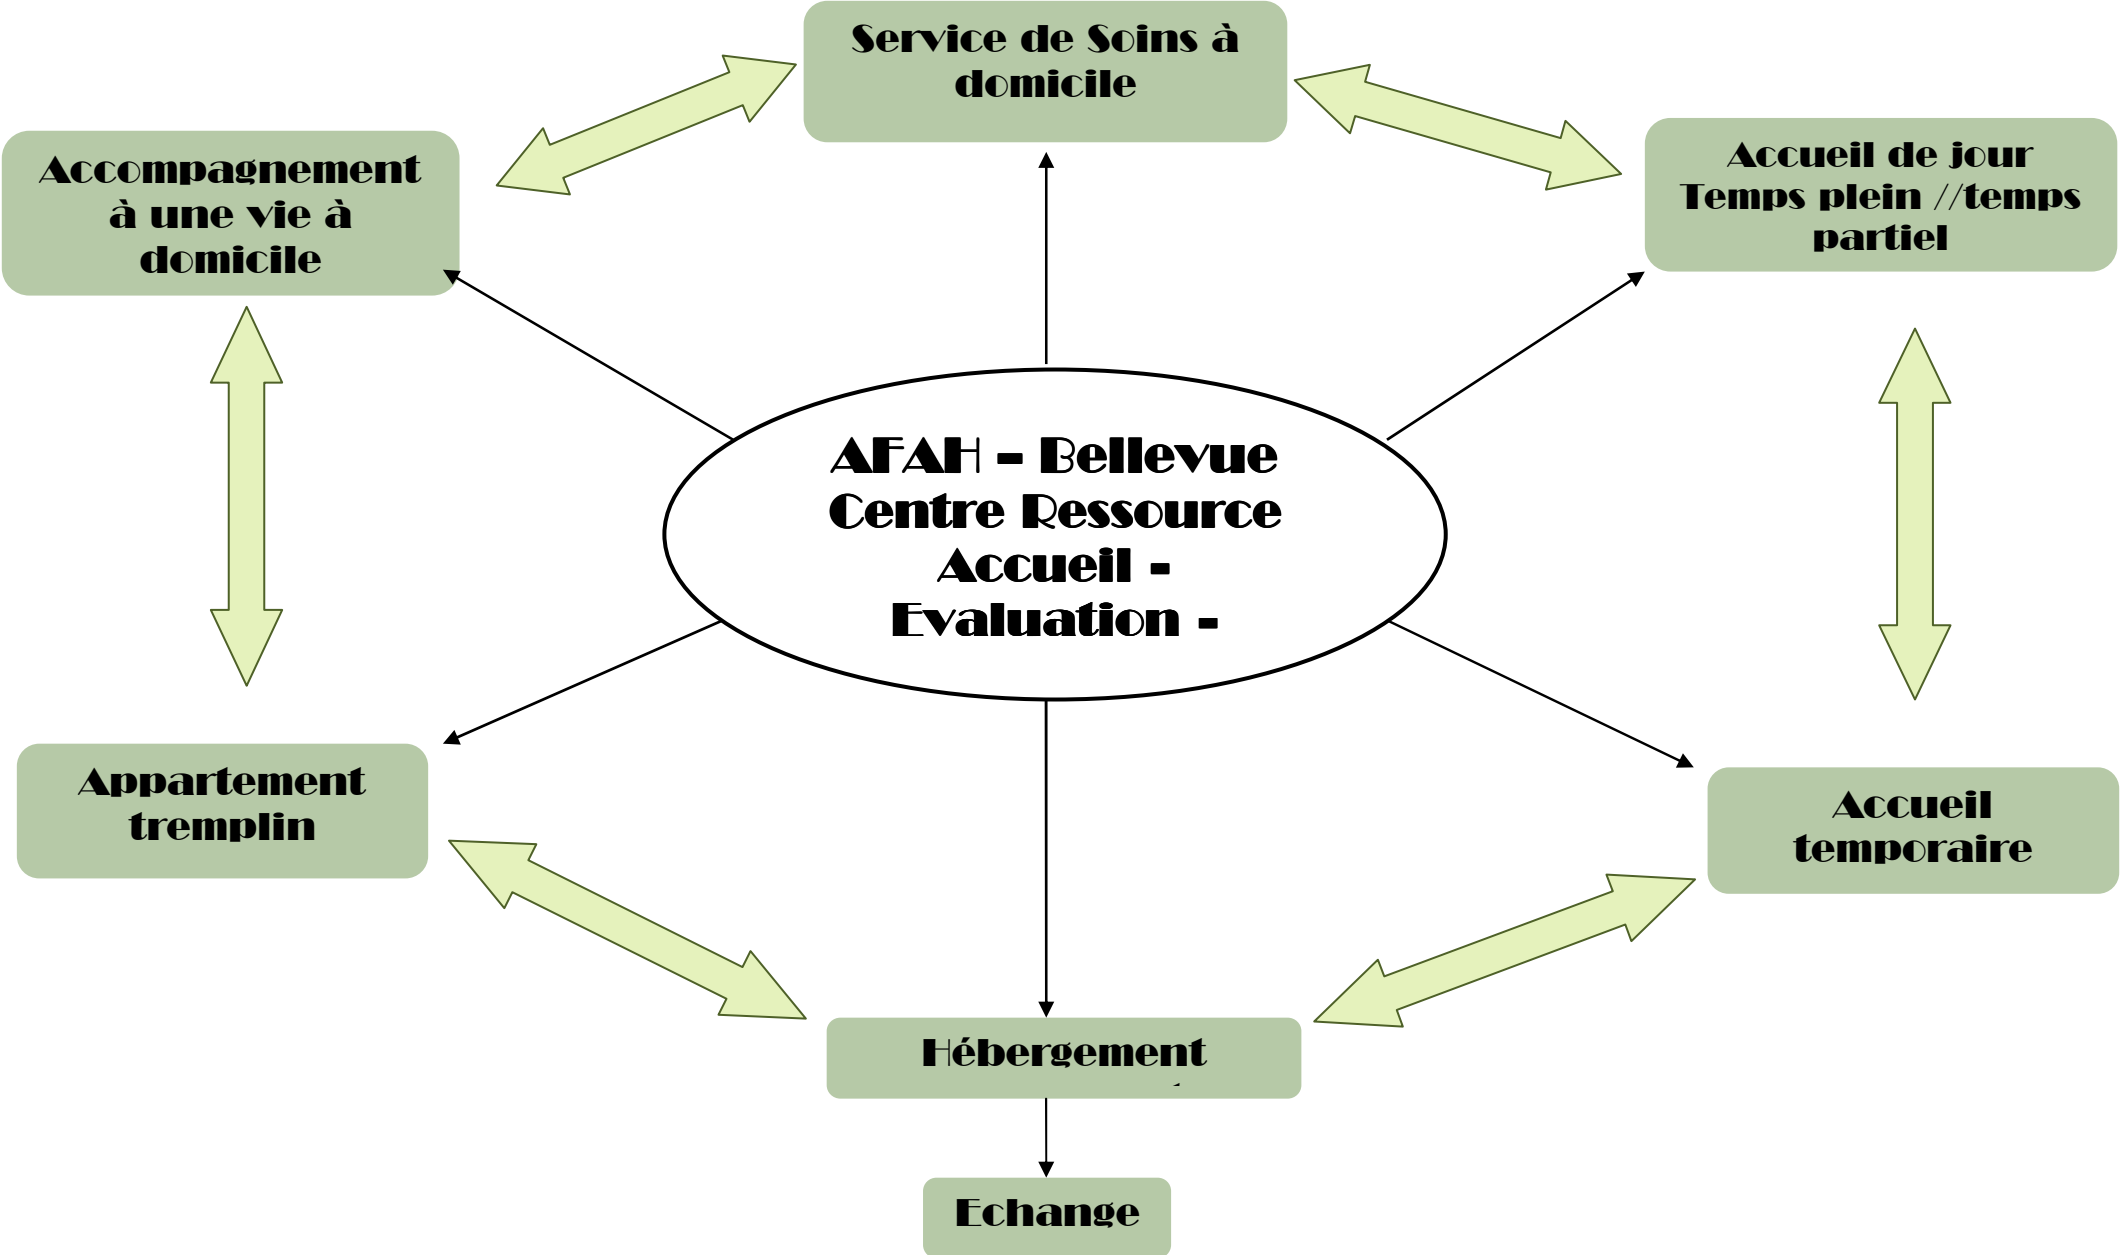 Service de Soins à
domicile
Accompagnement
à une vie à
domicile
Accueil de jour
Temps plein //temps
partiel
AFAH – Bellevue
Centre Ressource
Accueil -
Evaluation -
Appartement
tremplin
Accueil
temporaire
Hébergement
Echange